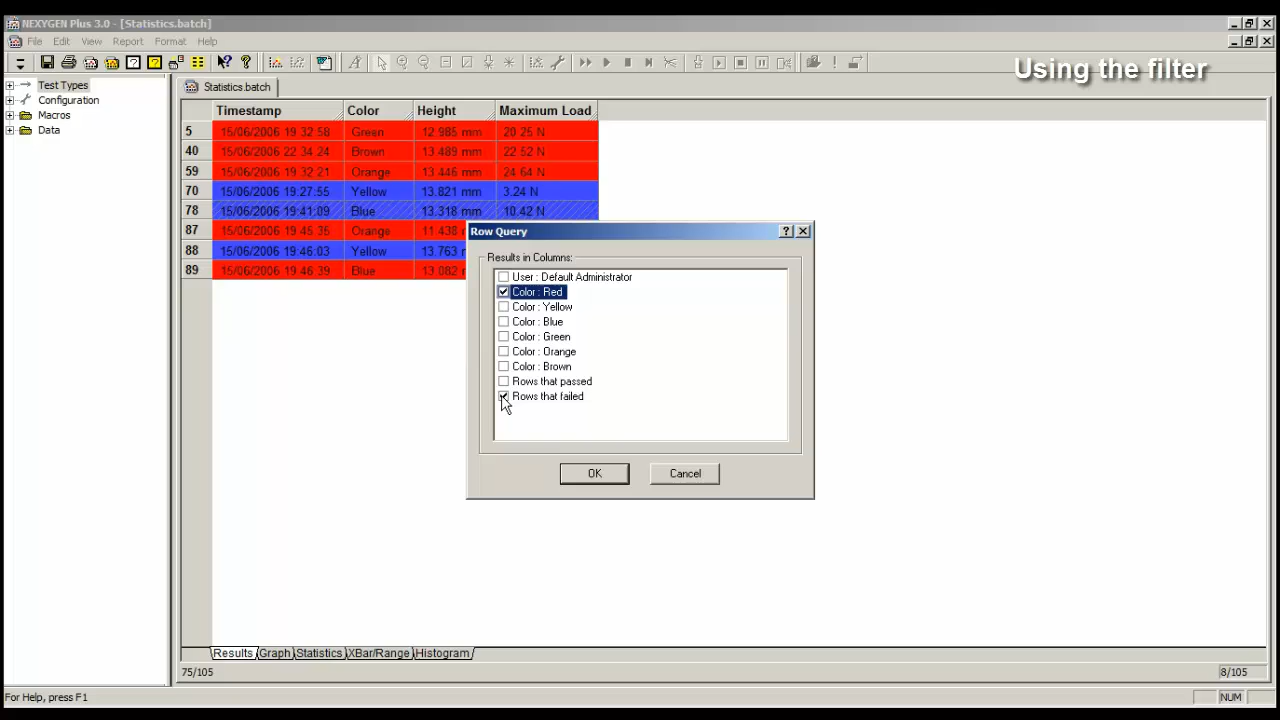 NEXYGEN Plus 3.0 - [Statistics.batch]
File Edit View Report Format Help
Using the filter
Test Types
Configuration
Macros
Data
Statistics.batch
Timestamp Color Height Maximum Load
5 15/06/2006 19:32:58 Green 12.985 mm 20.25 N
40 15/06/2006 22:34:24 Brown 13.489 mm 22.52 N
59 15/06/2006 19:32:21 Orange 13.446 mm 24.64 N
70 15/06/2006 19:27:55 Yellow 13.821 mm 3.24 N
78 15/06/2006 19:41:09 Blue 13.318 mm 10.42 N
87 15/06/2006 19:45:35 Orange 11.438
88 15/06/2006 19:46:03 Yellow 13.763
89 15/06/2006 19:46:39 Blue 13.082
Row Query
Results in Columns:
User : Default Administrator
Color : Red
Color : Yellow
Color : Blue
Color : Green
Color : Orange
Color : Brown
Rows that passed
Rows that failed
OK Cancel
Results Graph Statistics XBar/Range Histogram
75/105 8/105
For Help, press F1 NUM